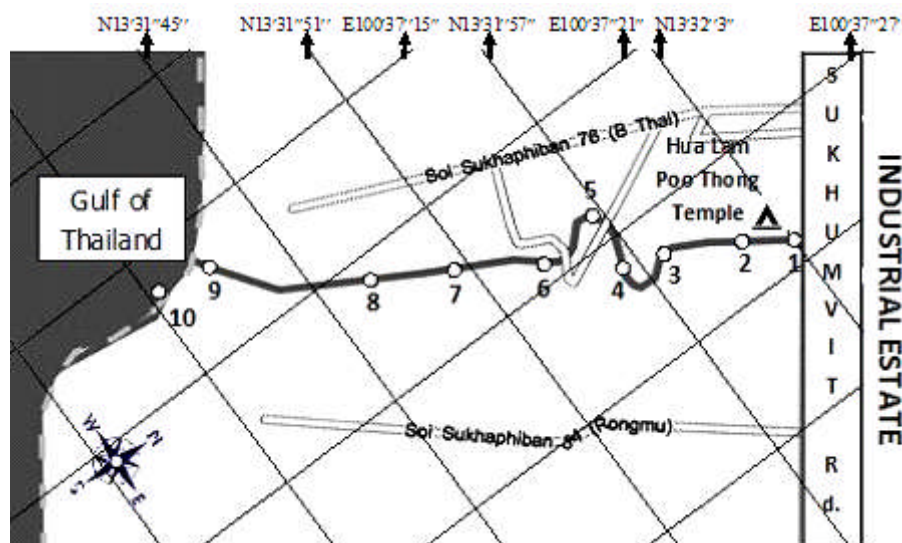 N13'31''45'' N13'31''51'' E100'37''15'' N13'31''57'' E100'37''21'' N13'32''3'' E100'37''27'
Soi Sukhaphiban 76 (B Thai)
Hua Lam
Poo Thong
Temple
Gulf of
Thailand
1
2
3
4
5
6
7
8
9
10
Soi Sukhaphiban 8A (Rongmu)
SUKHUMVIT Rd.
INDUSTRIAL ESTATE
W
N
S
E